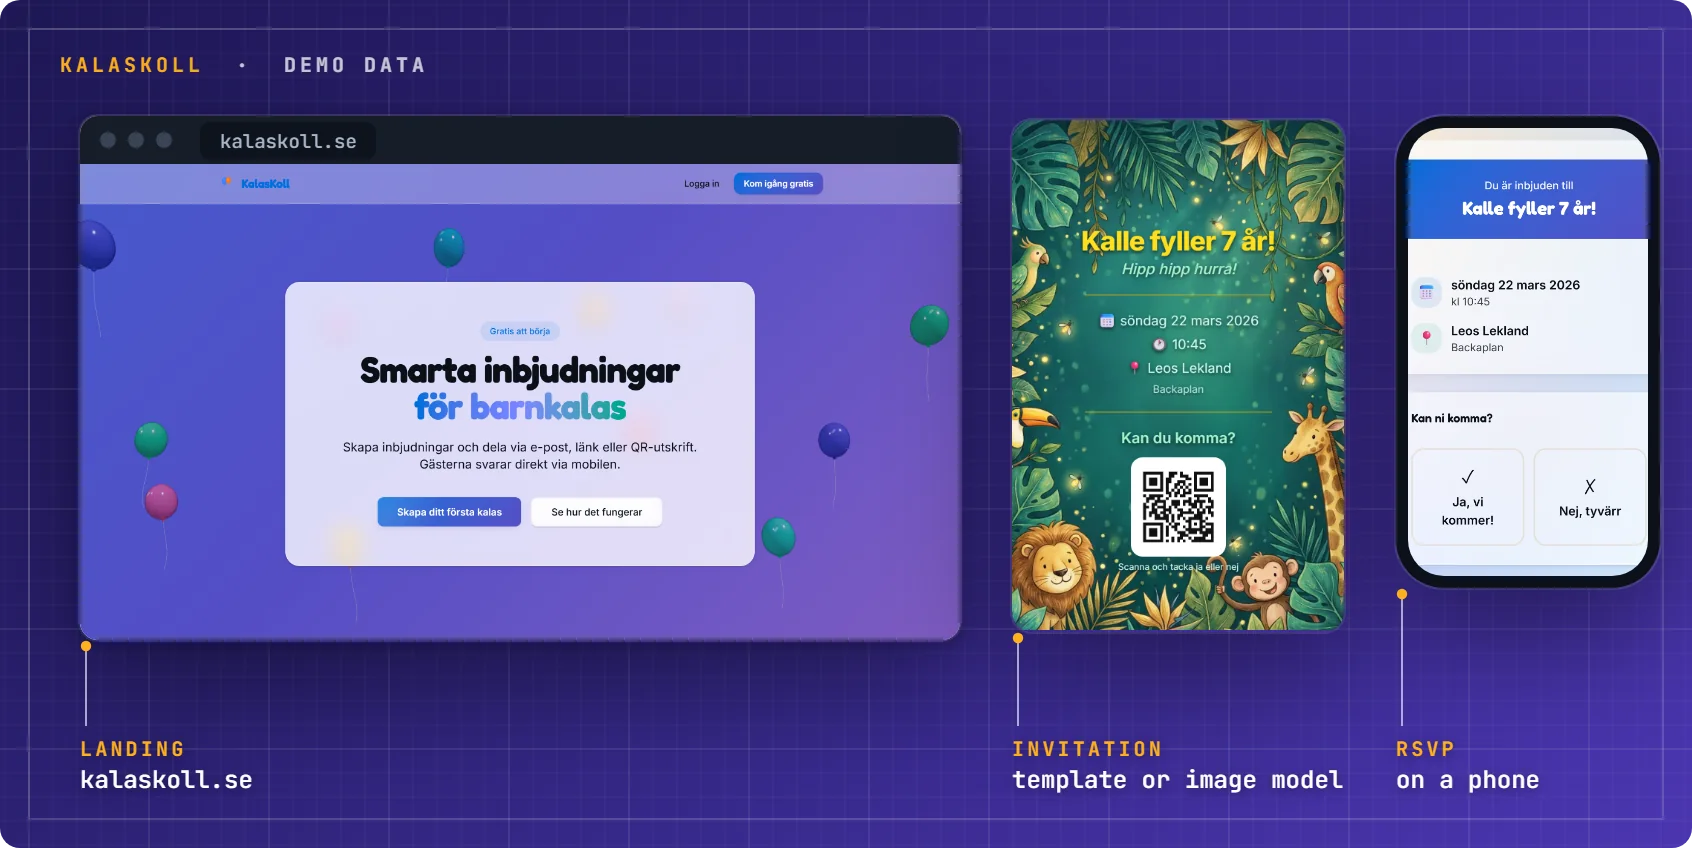 KALASKOLL · DEMO DATA
kalaskoll.se
KalasKoll
Logga in
Kom igång gratis
Gratis att börja
Smarta inbjudningar
för barnkalas
Skapa inbjudningar och dela via e-post, länk eller QR-utskrift.
Gästerna svarar direkt via mobilen.
Skapa ditt första kalas
Se hur det fungerar
Kalle fyller 7 år!
Hipp hipp hurra!
söndag 22 mars 2026
10:45
Leos Lekland
Backaplan
Kan du komma?
Scanna och tacka ja eller nej
Du är inbjuden till
Kalle fyller 7 år!
söndag 22 mars 2026
kl 10:45
Leos Lekland
Backaplan
Kan ni komma?
✓
Ja, vi
kommer!
✗
Nej, tyvärr
LANDING
kalaskoll.se
INVITATION
template or image model
RSVP
on a phone